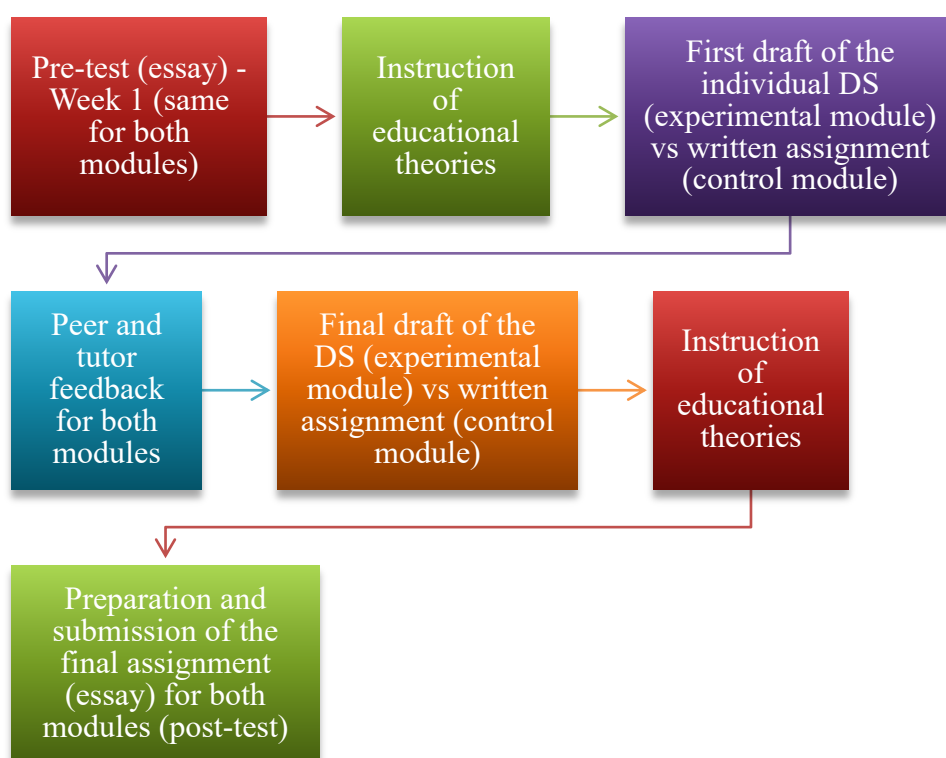 Pre-test (essay) -
Week 1 (same
for both
modules)
Instruction
of
educational
theories
First draft of the
individual DS
(experimental module)
vs written assignment
(control module)
Peer and
tutor
feedback
for both
modules
Final draft of the
DS (experimental
module) vs written
assignment (control
module)
Instruction
of
educational
theories
Preparation and
submission of the
final assignment
(essay) for both
modules (post-test)